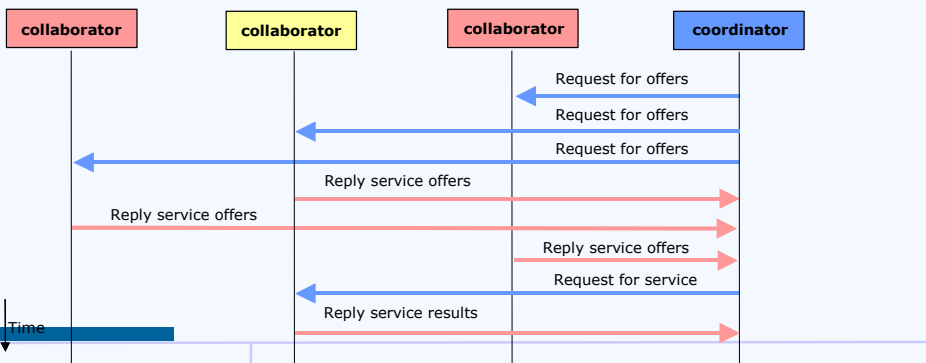 collaborator
collaborator
collaborator
coordinator
Request for offers
Request for offers
Request for offers
Reply service offers
Reply service offers
Reply service offers
Request for service
Reply service results
Time